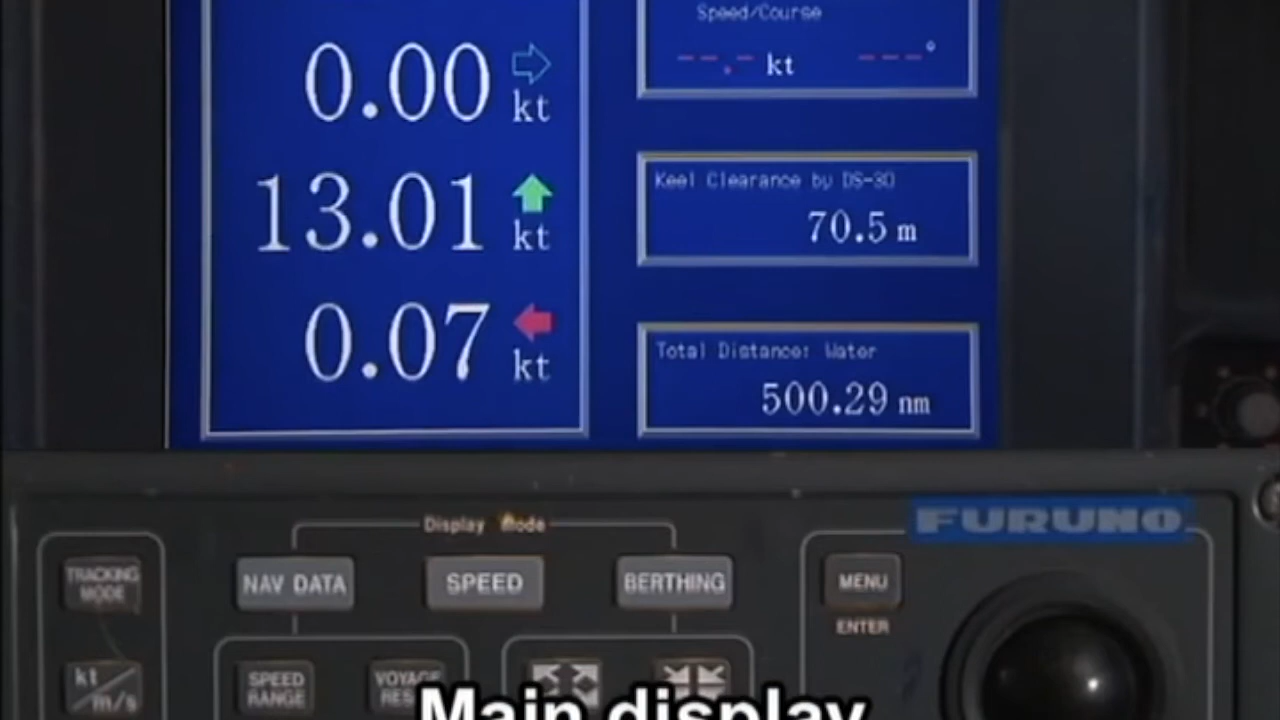 0.00 kt
13.01 kt
0.07 kt
Speed/Course
---.- kt ---°
Keel Clearance by DS-30
70.5 m
Total Distance: Water
500.29 nm
FURUNO
Display Mode
TRACKING MODE
NAV DATA
SPEED
BERTHING
MENU
ENTER
kt/m/s
SPEED RANGE
VOYAGE
Main display